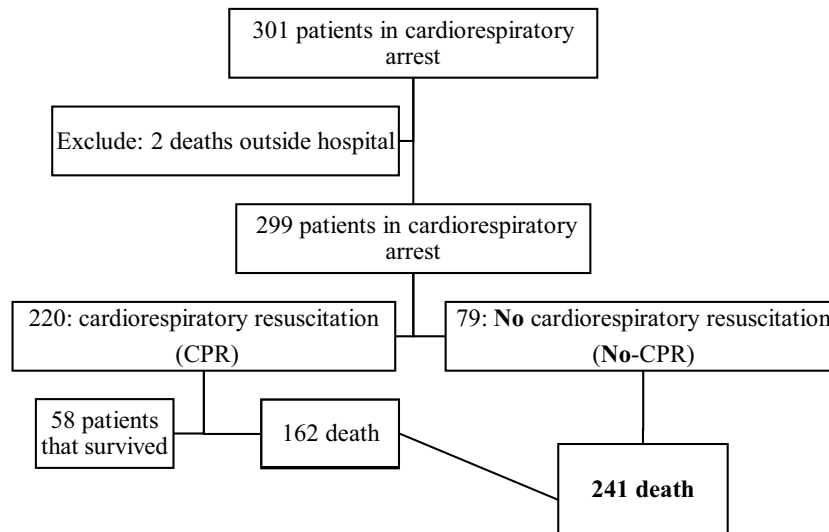 301 patients in cardiorespiratory
arrest
Exclude: 2 deaths outside hospital
299 patients in cardiorespiratory
arrest
220: cardiorespiratory resuscitation
(CPR)
79: No cardiorespiratory resuscitation
(No-CPR)
58 patients
that survived
162 death
241 death